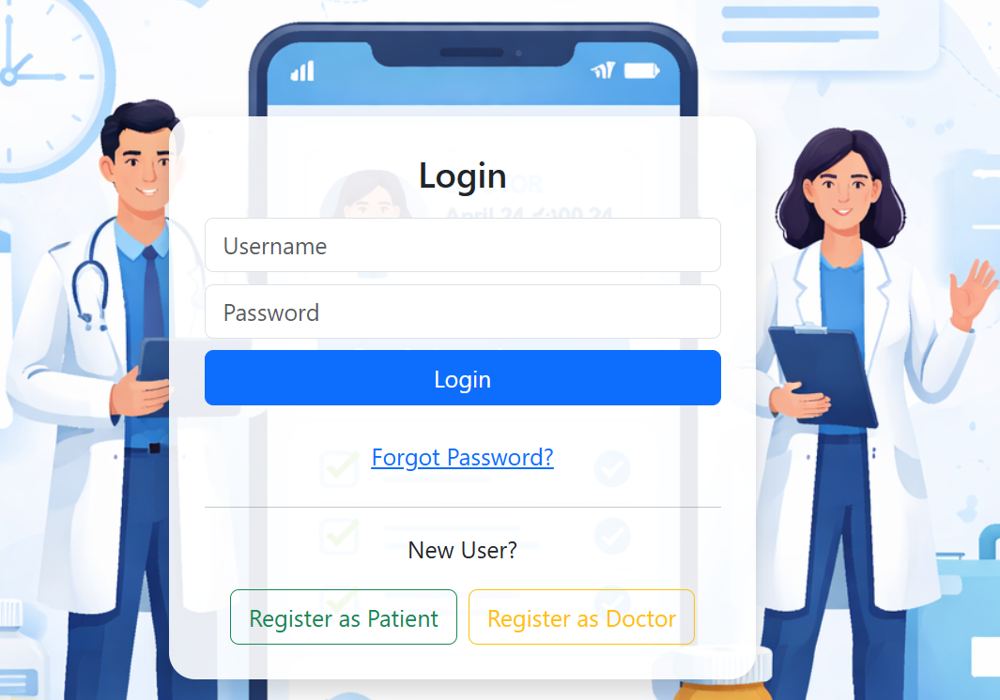 Login
Username
Password
Login
Forgot Password?
New User?
Register as Patient
Register as Doctor